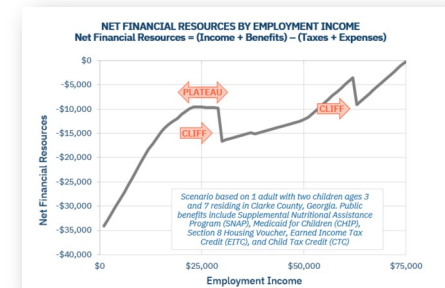 NET FINANCIAL RESOURCES BY EMPLOYMENT INCOME
Net Financial Resources = (Income + Benefits) – (Taxes + Expenses)
$0
-$5,000
-$10,000
-$15,000
-$20,000
-$25,000
-$30,000
-$35,000
-$40,000
Net Financial Resources
PLATEAU
CLIFF
CLIFF
Scenario based on 1 adult with two children ages 3
and 7 residing in Clarke County, Georgia. Public
benefits include Supplemental Nutritional Assistance
Program (SNAP), Medicaid for Children (CHIP),
Section 8 Housing Voucher, Earned Income Tax
Credit (EITC), and Child Tax Credit (CTC)
$0
$25,000
$50,000
$75,000
Employment Income